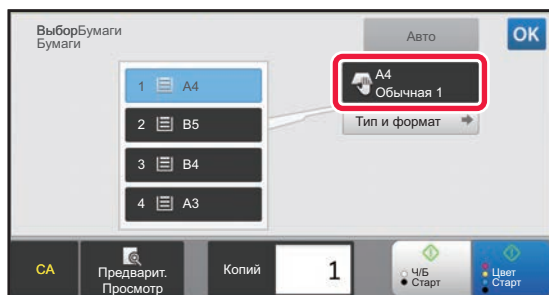 ВыборБумаги
Бумаги
Авто
OK
1 A4
2 B5
3 B4
4 A3
A4
Обычная 1
Тип и формат
CA
Предварит.
Просмотр
Копий
1
Ч/Б
Старт
Цвет
Старт